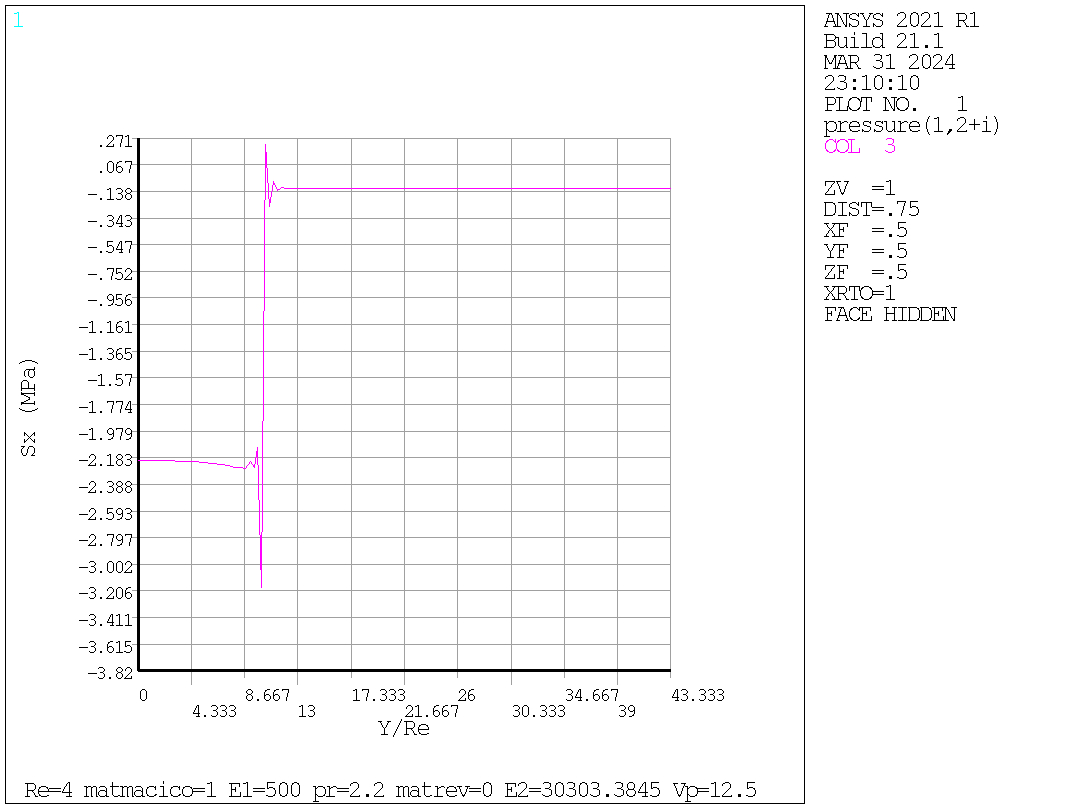 1
ANSYS 2021 R1
Build 21.1
MAR 31 2024
23:10:10
PLOT NO.   1
pressure(1,2+i)
COL  3
ZV  =1
DIST=.75
XF  =.5
YF  =.5
ZF  =.5
XRTO=1
FACE HIDDEN
.271
.067
-.138
-.343
-.547
-.752
-.956
-1.161
-1.365
-1.57
-1.774
-1.979
-2.183
-2.388
-2.593
-2.797
-3.002
-3.206
-3.411
-3.615
-3.82
Sx (MPa)
0 8.667 17.333 26 34.667 43.333
4.333 13 21.667 30.333 39
Y/Re
Re=4 matmacico=1 E1=500 pr=2.2 matrev=0 E2=30303.3845 Vp=12.5